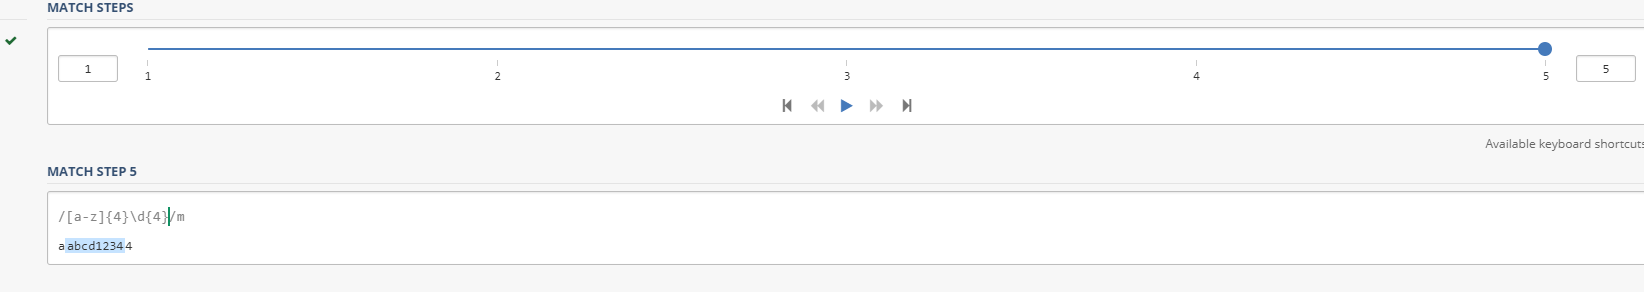 MATCH STEPS
1
1 2 3 4 5
5
Available keyboard shortcuts
MATCH STEP 5
/[a-z]{4}\d{4}/m
aabcd12344